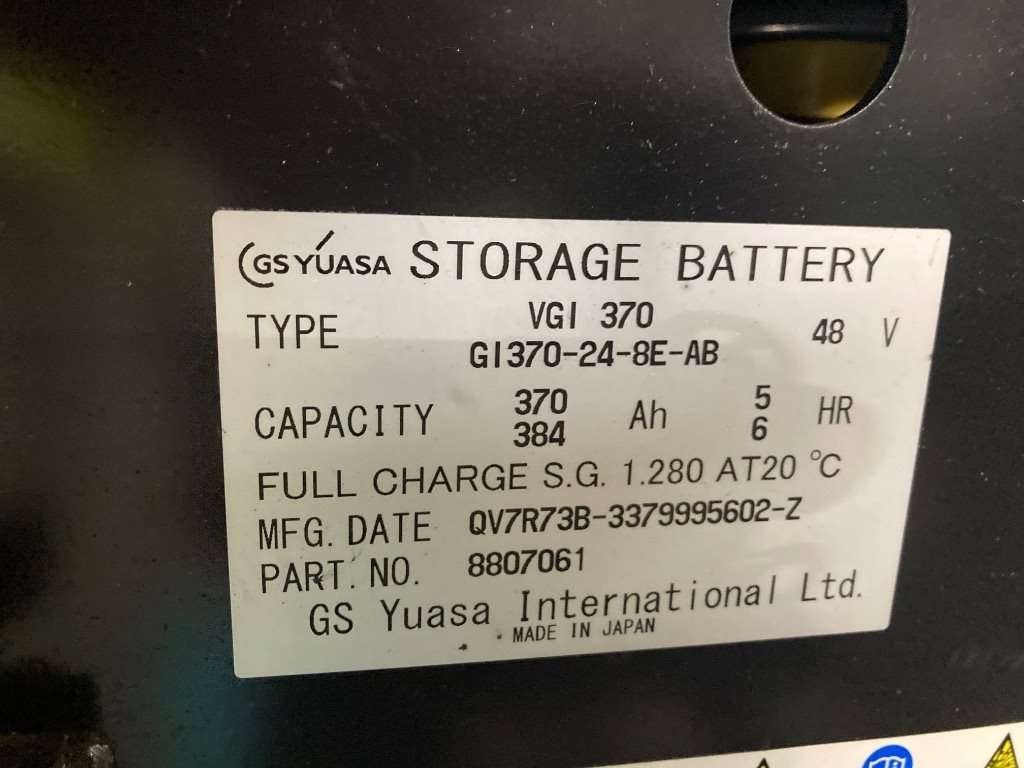 GS YUASA STORAGE BATTERY
TYPE VGI 370 48 V
GI370-24-8E-AB
CAPACITY 370 Ah 5 HR
384 6
FULL CHARGE S.G. 1.280 AT20 ℃
MFG. DATE QV7R73B-3379995602-Z
PART. NO. 8807061
GS Yuasa International Ltd.
MADE IN JAPAN